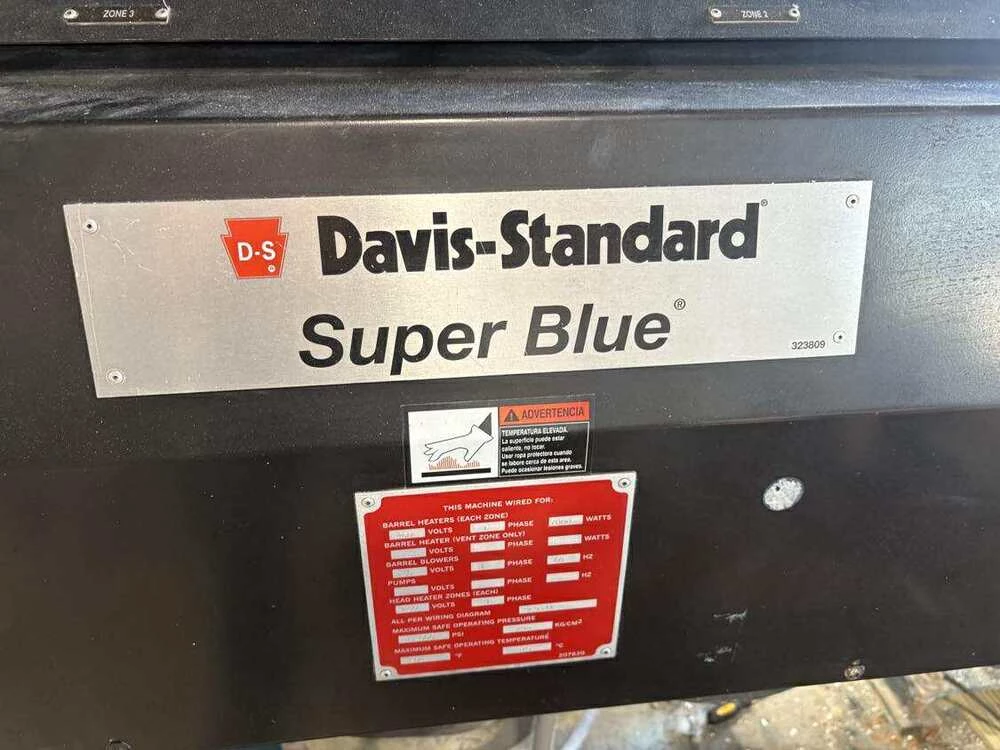 ZONE 3
ZONE 2
D-S
Davis-Standard®
Super Blue®
323809
ADVERTENCIA
TEMPERATURA ELEVADA.
La superficie puede estar
caliente, no tocar.
Usar ropa protectora cuando
se labore cerca de esta area.
Puede ocasionar lesiones graves.
THIS MACHINE WIRED FOR:
BARREL HEATERS (EACH ZONE)
VOLTS PHASE WATTS
BARREL HEATER (VENT ZONE ONLY)
VOLTS PHASE WATTS
BARREL BLOWERS
VOLTS PHASE HZ
PUMPS
VOLTS PHASE HZ
HEAD HEATER ZONES (EACH)
VOLTS PHASE
ALL PER WIRING DIAGRAM
MAXIMUM SAFE OPERATING PRESSURE
PSI KG/CM²
MAXIMUM SAFE OPERATING TEMPERATURE
°F °C
207839